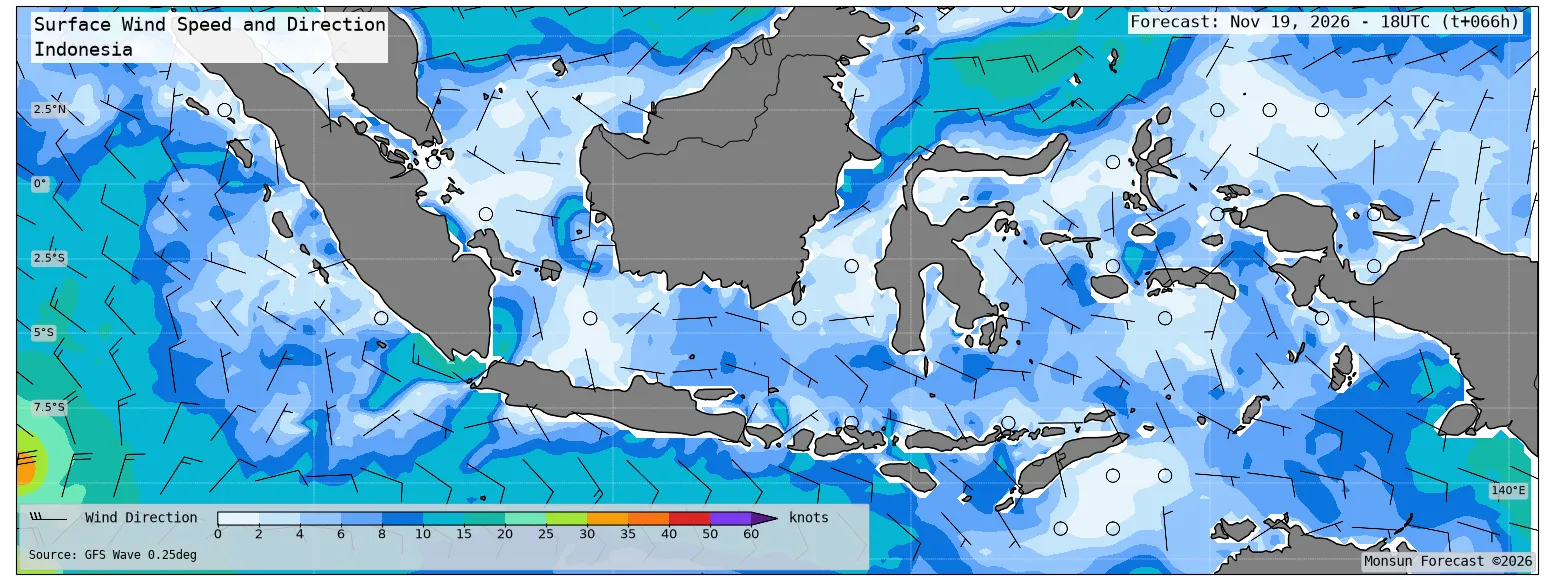 Surface Wind Speed and Direction
Indonesia
Forecast: Nov 19, 2026 - 18UTC (t+066h)
2.5°N
0°
2.5°S
5°S
7.5°S
140°E
Wind Direction
0 2 4 6 8 10 15 20 25 30 35 40 50 60
knots
Source: GFS Wave 0.25deg
Monsun Forecast ©2026